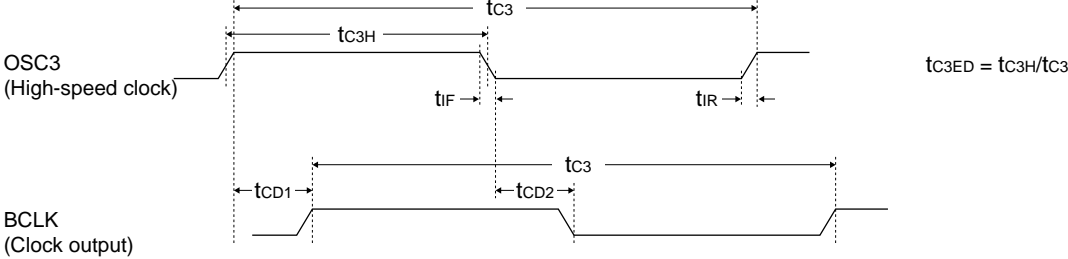 tC3
tC3H
OSC3
(High-speed clock)
tC3ED = tC3H/tC3
tIF
tIR
tC3
tCD1
tCD2
BCLK
(Clock output)